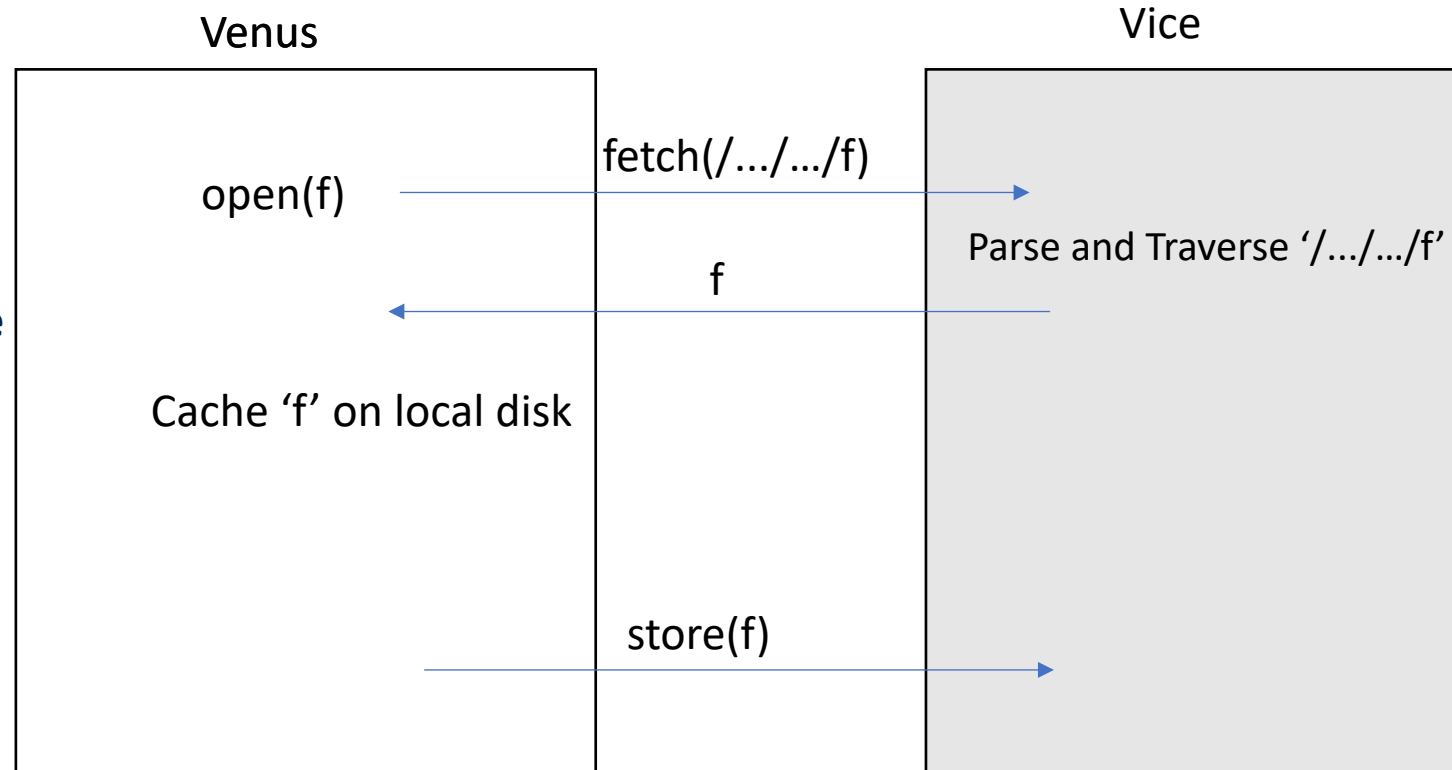 Venus
Vice
fetch(/.../.../f)
open(f)
Parse and Traverse ‘/.../.../f’
f
e
Cache ‘f’ on local disk
store(f)